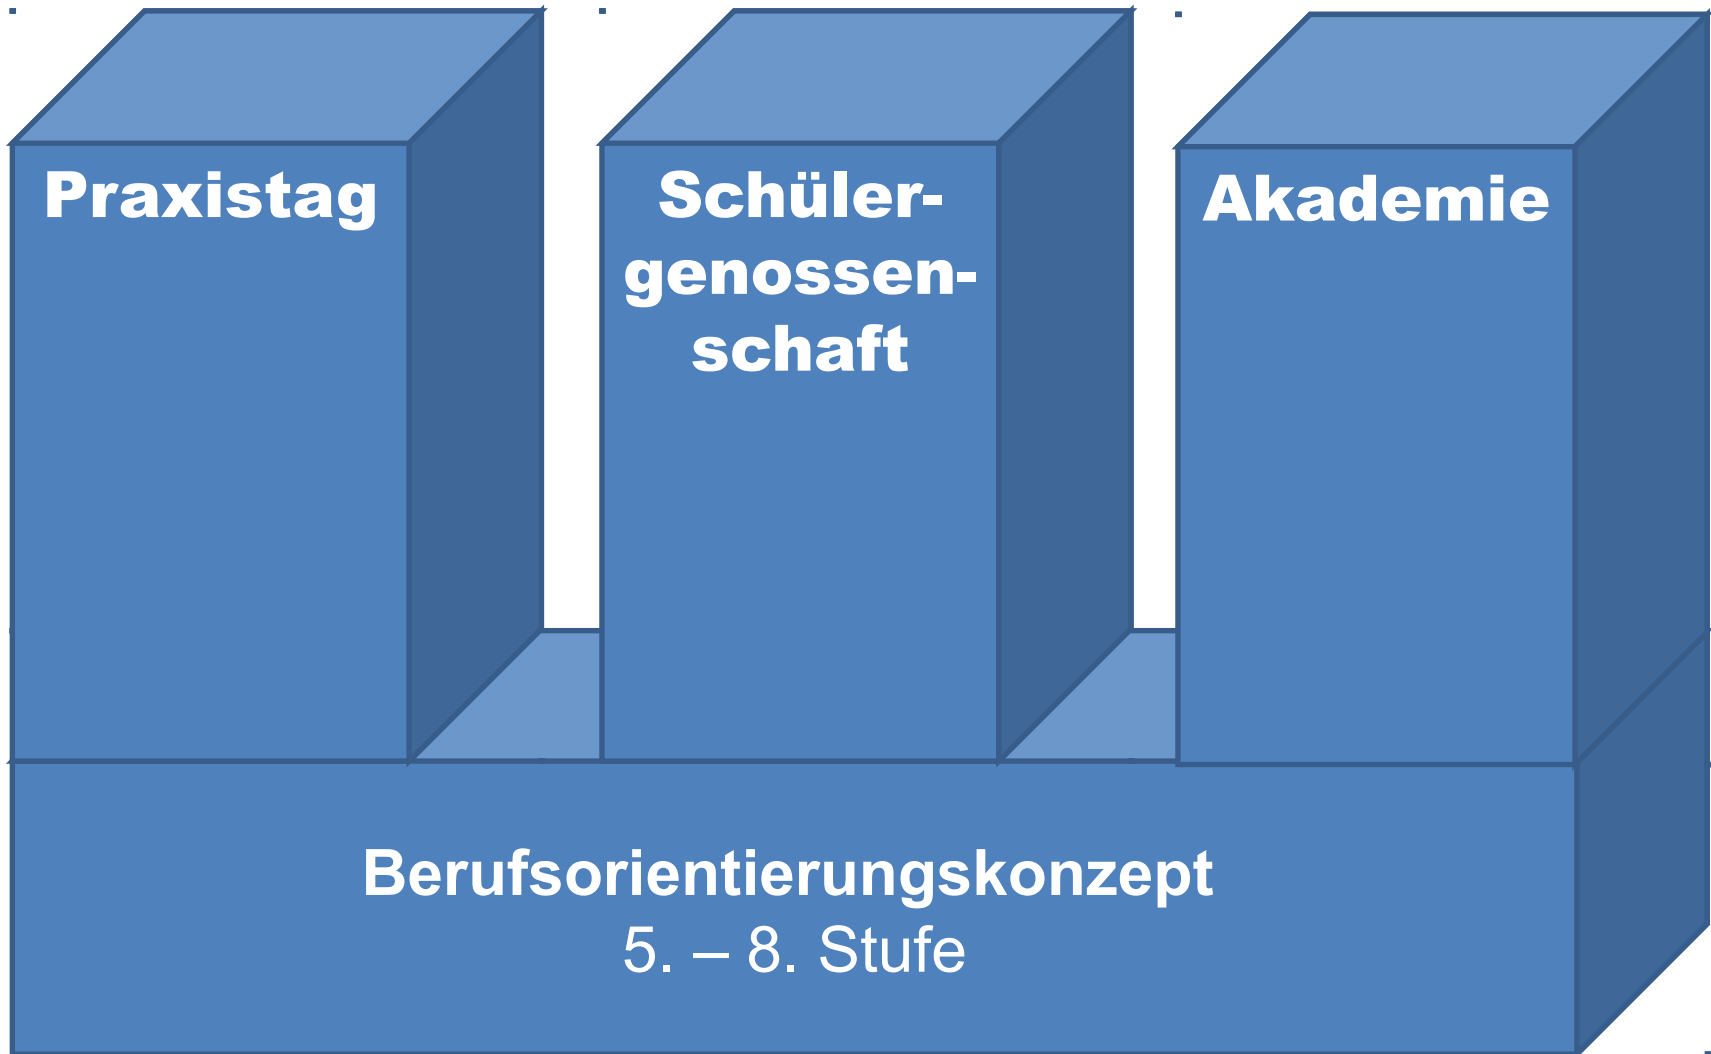 Praxistag
Schüler-
genossen-
schaft
Akademie
Berufsorientierungskonzept
5. – 8. Stufe